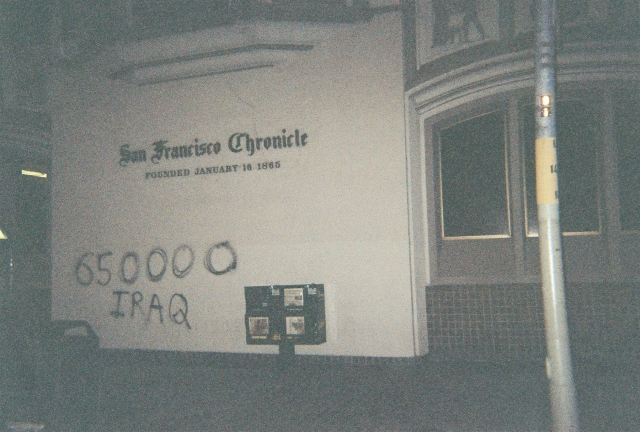 San Francisco Chronicle
FOUNDED JANUARY 16 1865
650000
IRAQ